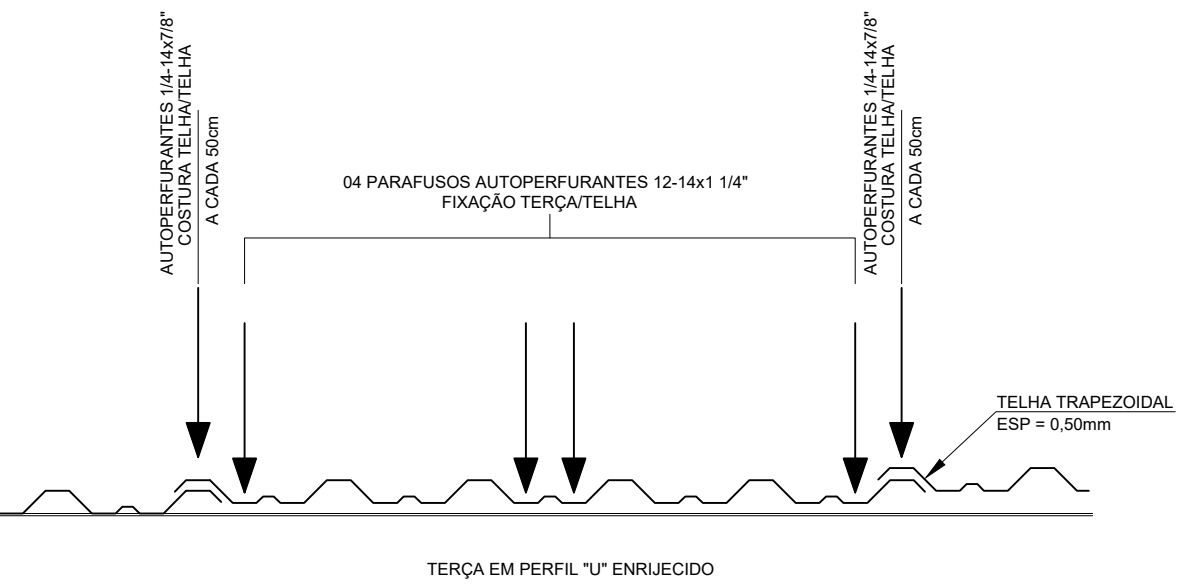 AUTOPERFURANTES 1/4-14x7/8"
COSTURA TELHA/TELHA
A CADA 50cm
04 PARAFUSOS AUTOPERFURANTES 12-14x1 1/4"
FIXAÇÃO TERÇA/TELHA
AUTOPERFURANTES 1/4-14x7/8"
COSTURA TELHA/TELHA
A CADA 50cm
TELHA TRAPEZOIDAL
ESP = 0,50mm
TERÇA EM PERFIL "U" ENRIJECIDO